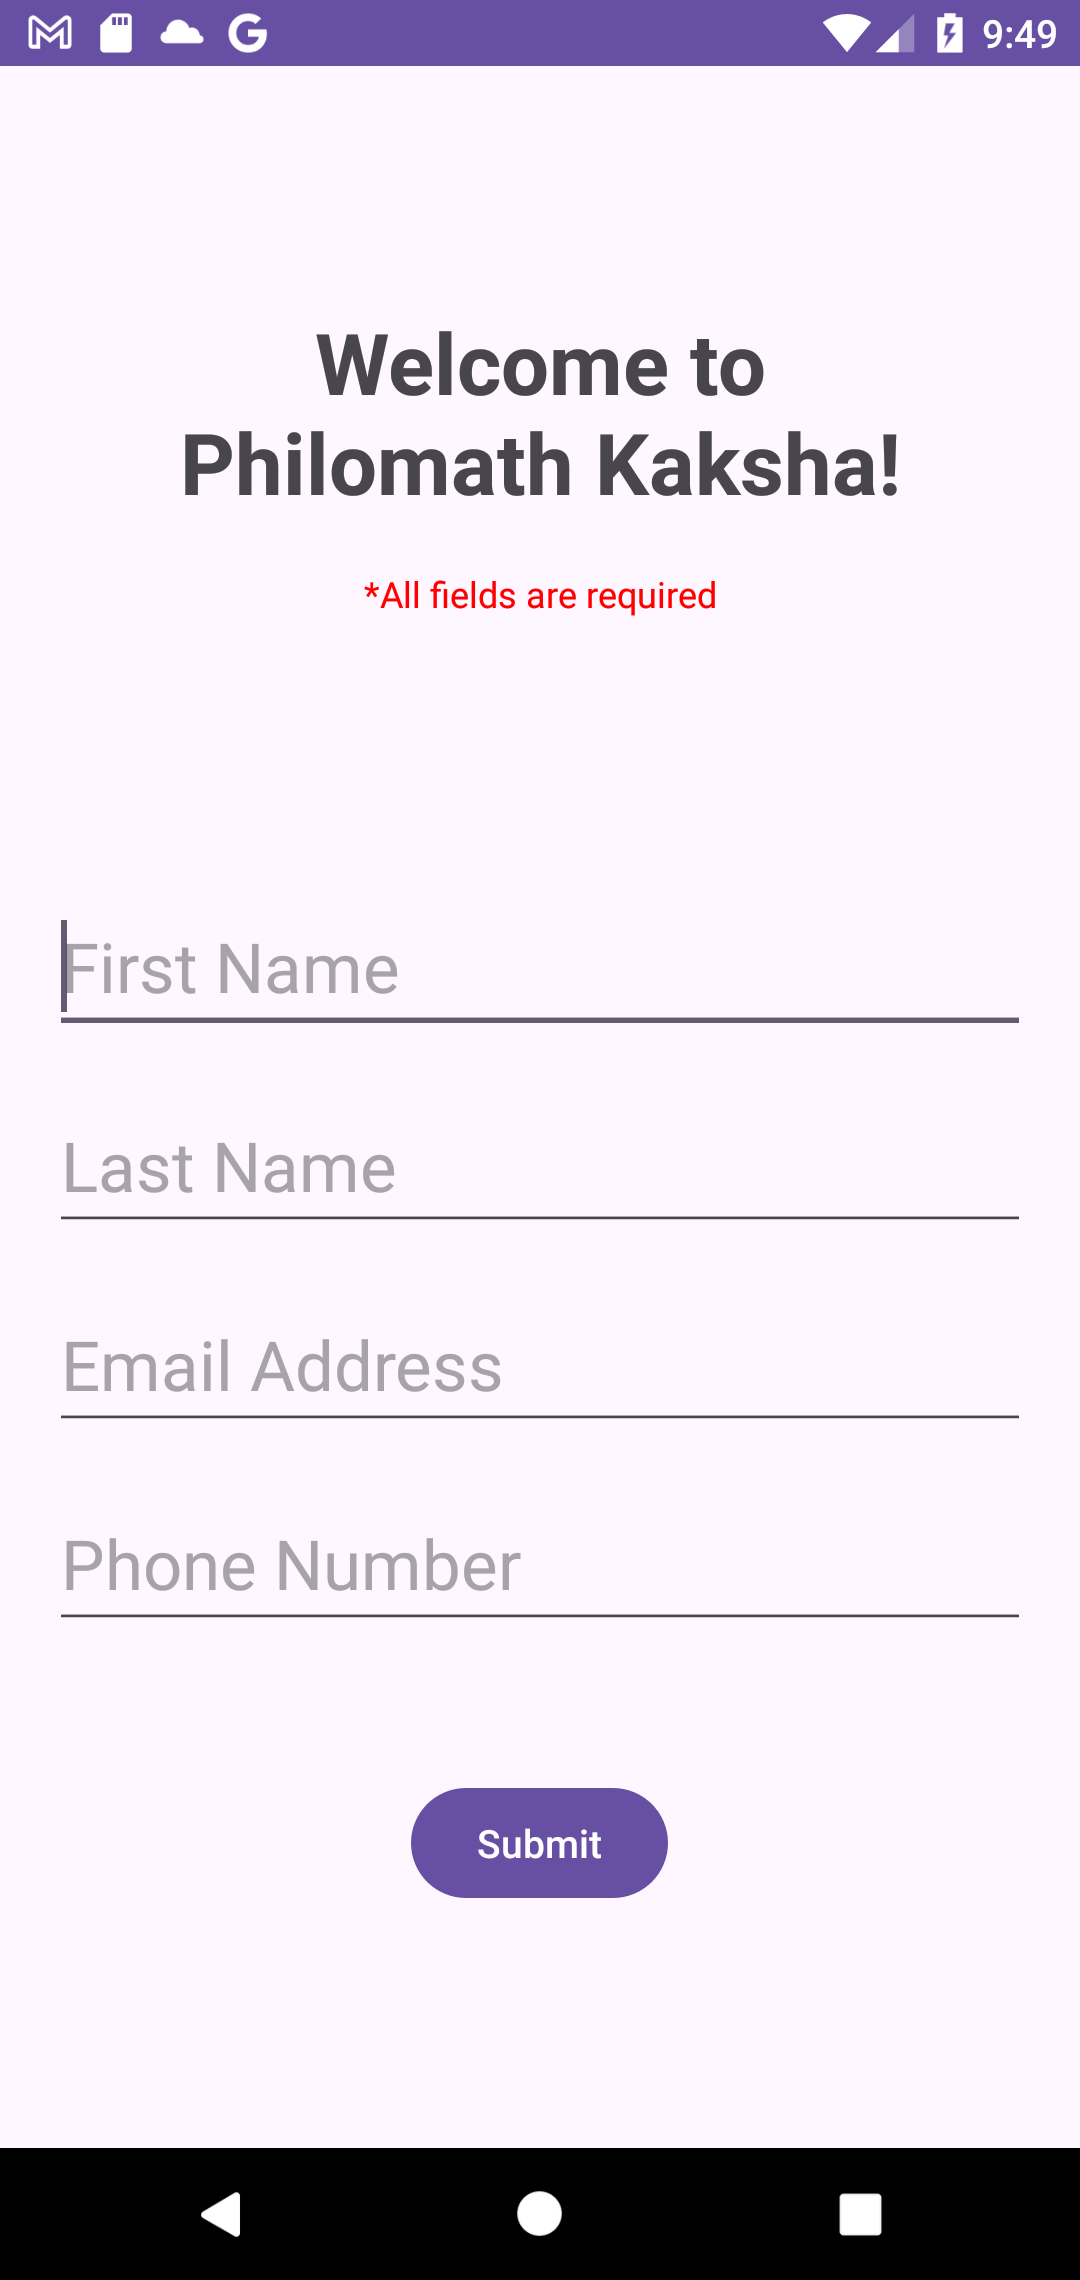 9:49
Welcome to
Philomath Kaksha!
*All fields are required
First Name
Last Name
Email Address
Phone Number
Submit